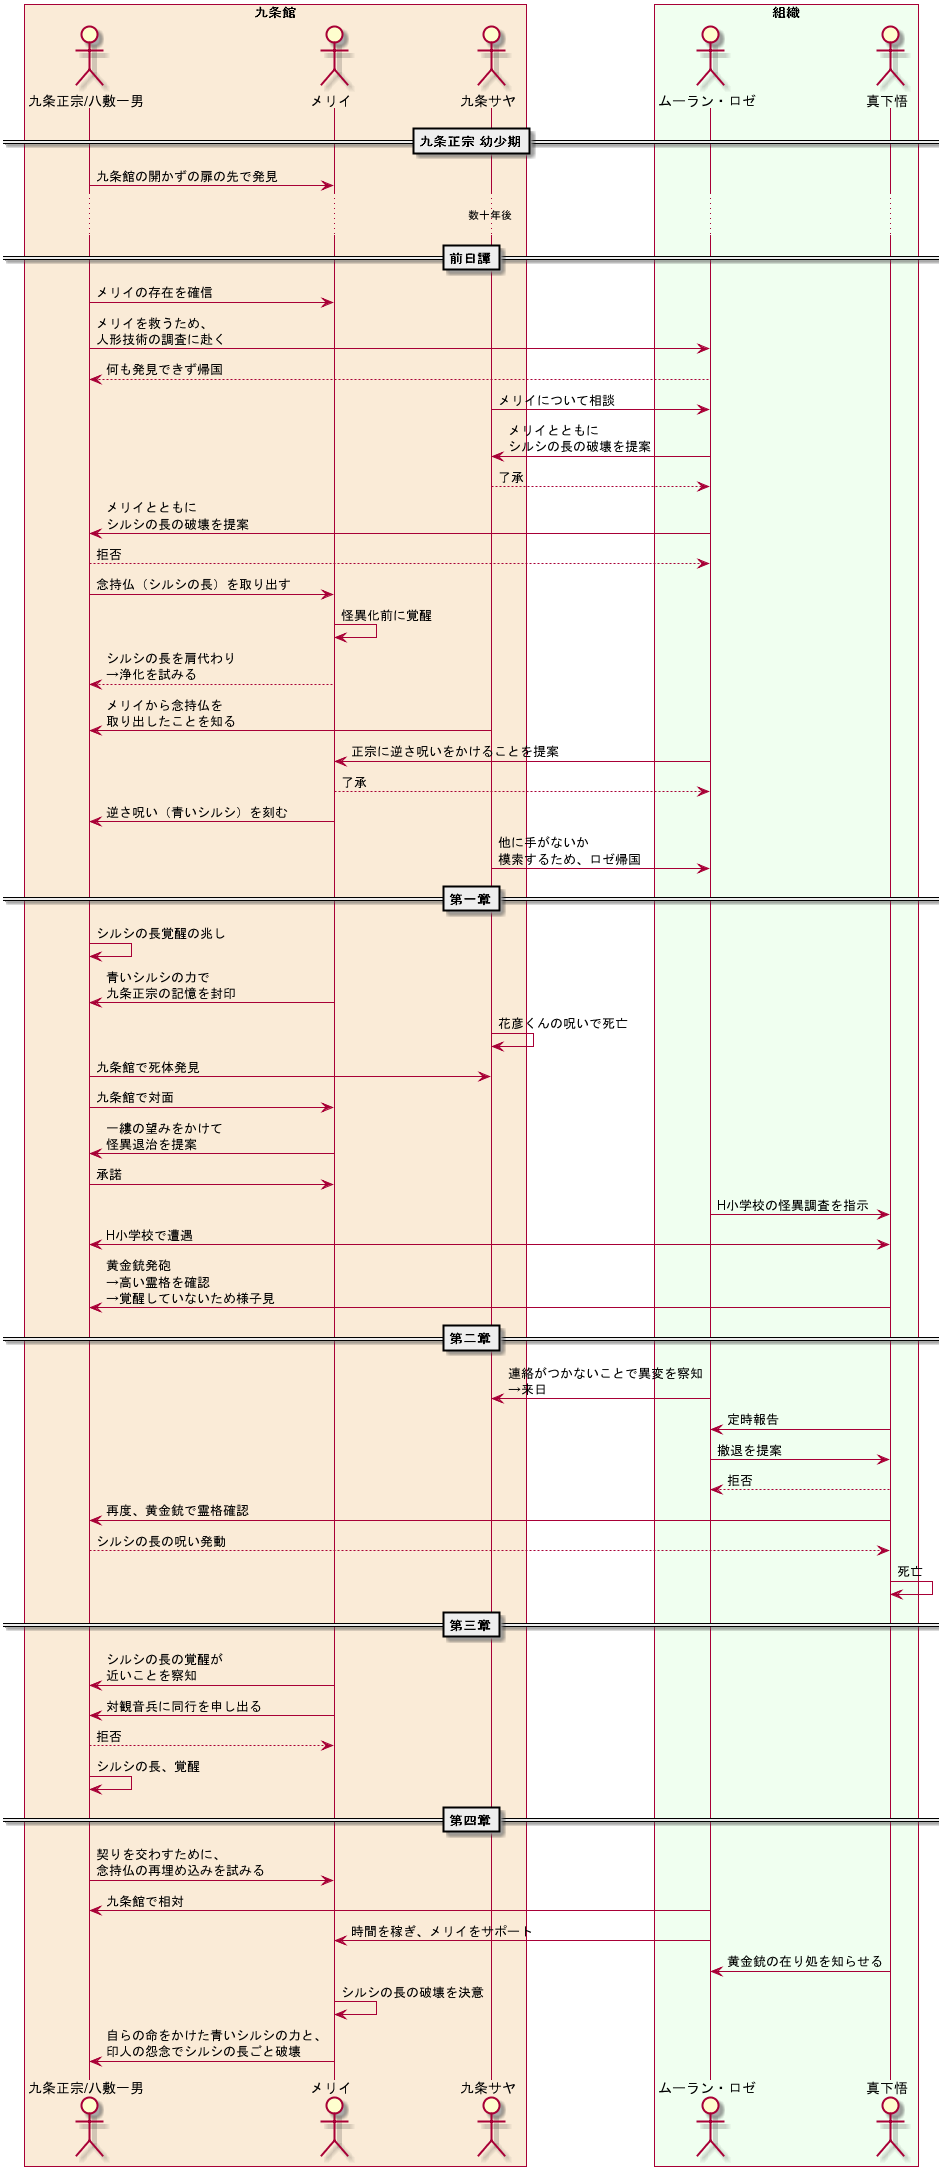 九条館
組織
九条正宗/八敷一男
メリイ
九条サヤ
ムーラン・ロゼ
真下悟
九条正宗 幼少期
九条館の開かずの扉の先で発見
数十年後
前日譚
メリイの存在を確信
メリイを救うため、
人形技術の調査に赴く
何も発見できず帰国
メリイについて相談
メリイとともに
シルシの長の破壊を提案
了承
メリイとともに
シルシの長の破壊を提案
拒否
念持仏（シルシの長）を取り出す
怪異化前に覚醒
シルシの長を肩代わり
→浄化を試みる
メリイから念持仏を
取り出したことを知る
正宗に逆さ呪いをかけることを提案
了承
逆さ呪い（青いシルシ）を刻む
他に手がないか
模索するため、ロゼ帰国
第一章
シルシの長覚醒の兆し
青いシルシの力で
九条正宗の記憶を封印
花彦くんの呪いで死亡
九条館で死体発見
九条館で対面
一縷の望みをかけて
怪異退治を提案
承諾
H小学校の怪異調査を指示
H小学校で遭遇
黄金銃発砲
→高い霊格を確認
→覚醒していないため様子見
第二章
連絡がつかないことで異変を察知
→来日
定時報告
撤退を提案
拒否
再度、黄金銃で霊格確認
シルシの長の呪い発動
死亡
第三章
シルシの長の覚醒が
近いことを察知
対観音兵に同行を申し出る
拒否
シルシの長、覚醒
第四章
契りを交わすために、
念持仏の再埋め込みを試みる
九条館で相対
時間を稼ぎ、メリイをサポート
黄金銃の在り処を知らせる
シルシの長の破壊を決意
自らの命をかけた青いシルシの力と、
印人の怨念でシルシの長ごと破壊
九条正宗/八敷一男
メリイ
九条サヤ
ムーラン・ロゼ
真下悟